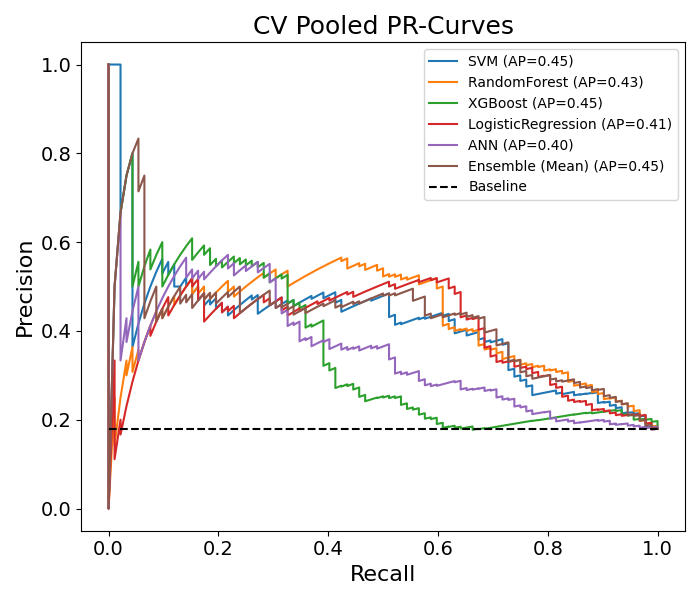 CV Pooled PR-Curves
SVM (AP=0.45)
RandomForest (AP=0.43)
XGBoost (AP=0.45)
LogisticRegression (AP=0.41)
ANN (AP=0.40)
Ensemble (Mean) (AP=0.45)
Baseline
Precision
1.0
0.8
0.6
0.4
0.2
0.0
0.0 0.2 0.4 0.6 0.8 1.0
Recall